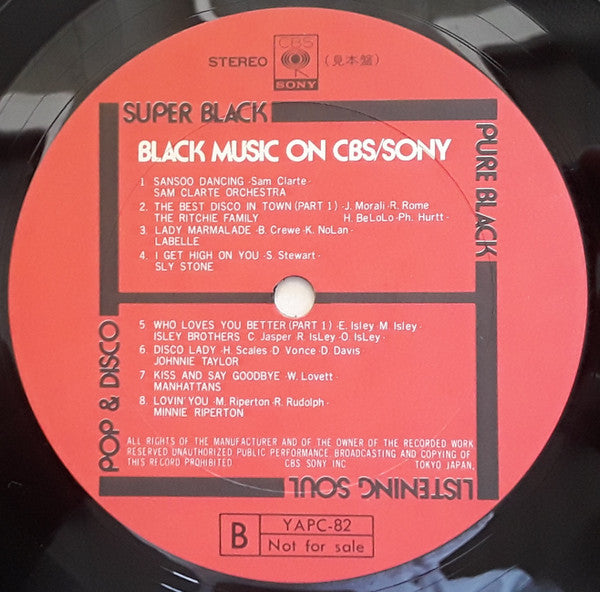 STEREO
CBS
SONY
(見本盤)
SUPER BLACK
PURE BLACK
BLACK MUSIC ON CBS/SONY
1 SANSOO DANCING -Sam Clarte-
SAM CLARTE ORCHESTRA
2 THE BEST DISCO IN TOWN (PART 1) -J. Morali-R. Rome
THE RITCHIE FAMILY H. BeLoLo-Ph. Hurtt-
3 LADY MARMALADE -B. Crewe-K. NoLan-
LABELLE
4 I GET HIGH ON YOU -S. Stewart-
SLY STONE
5 WHO LOVES YOU BETTER (PART 1) -E. Isley-M. Isley-
ISLEY BROTHERS C. Jasper-R. IsLey-O. IsLey-
6 DISCO LADY -H. Scales-D. Vonce-D. Davis
JOHNNIE TAYLOR
7 KISS AND SAY GOODBYE -W. Lovett-
MANHATTANS
8 LOVIN' YOU -M. Riperton-R. Rudolph-
MINNIE RIPERTON
POP & DISCO
ALL RIGHTS OF THE MANUFACTURER AND OF THE OWNER OF THE RECORDED WORK
RESERVED UNAUTHORIZED PUBLIC PERFORMANCE, BROADCASTING AND COPYING OF
THIS RECORD PROHIBITED CBS SONY INC TOKYO JAPAN,
LISTENING SOUL
B YAPC-82
Not for sale